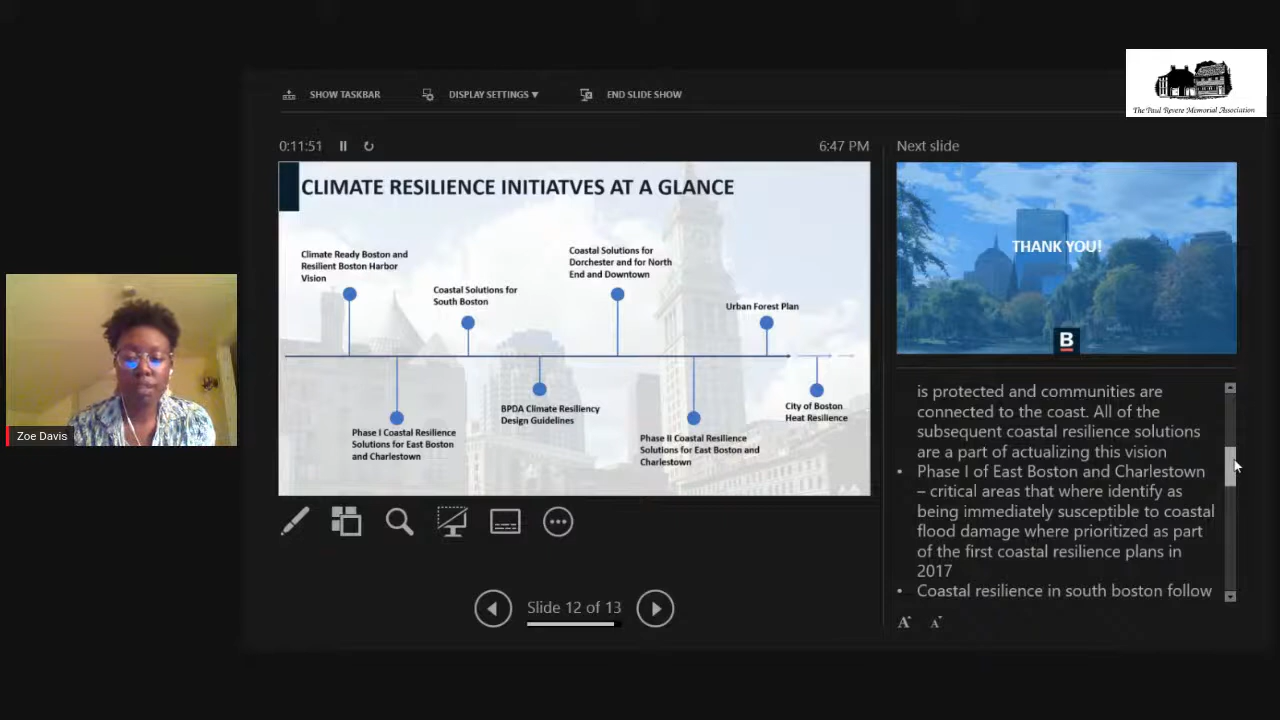 The Paul Revere Memorial Association
SHOW TASKBAR
DISPLAY SETTINGS ▼
END SLIDE SHOW
0:11:51
6:47 PM
Next slide
CLIMATE RESILIENCE INITIATVES AT A GLANCE
Climate Ready Boston and
Resilient Boston Harbor
Vision
Coastal Solutions for
South Boston
Coastal Solutions for
Dorchester and for North
End and Downtown
Urban Forest Plan
Phase I Coastal Resilience
Solutions for East Boston
and Charlestown
BPDA Climate Resiliency
Design Guidelines
Phase II Coastal Resilience
Solutions for East Boston and
Charlestown
City of Boston
Heat Resilience
THANK YOU!
B
Zoe Davis
is protected and communities are
connected to the coast. All of the
subsequent coastal resilience solutions
are a part of actualizing this vision
• Phase I of East Boston and Charlestown
– critical areas that where identify as
being immediately susceptible to coastal
flood damage where prioritized as part
of the first coastal resilience plans in
2017
• Coastal resilience in south boston follow
Slide 12 of 13
A A